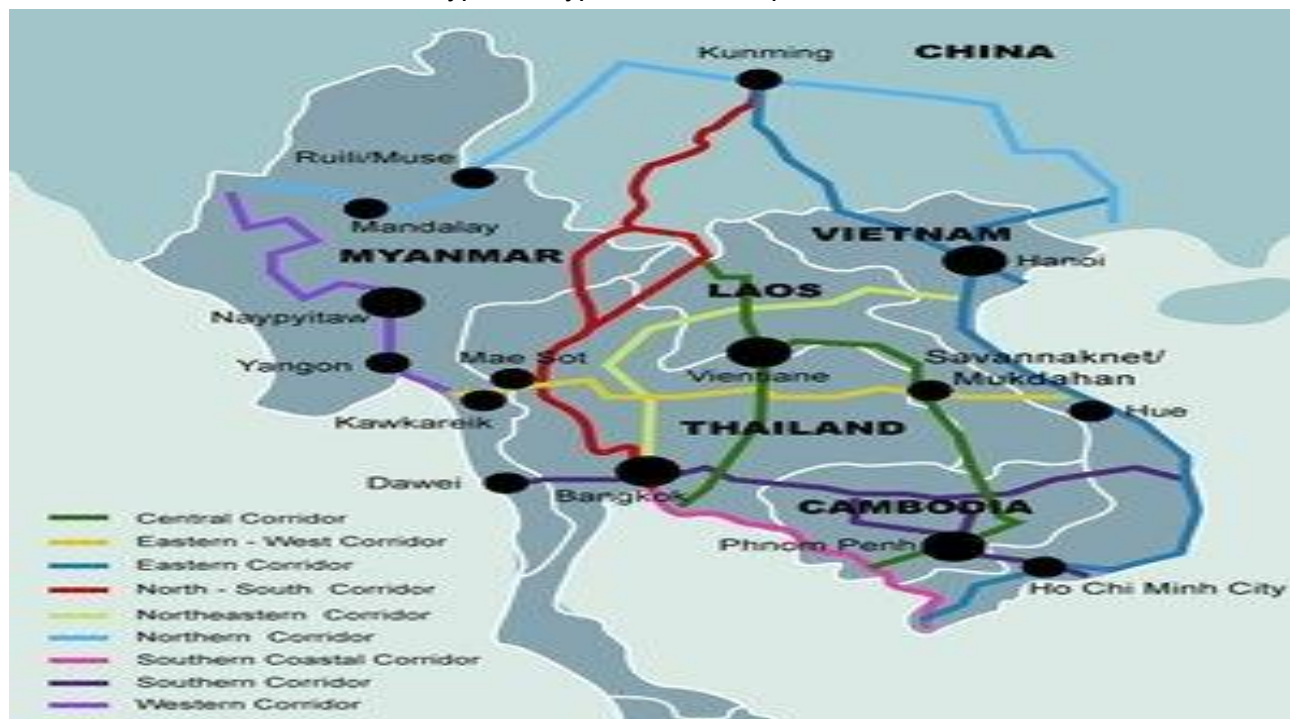 Kunming
CHINA
Ruili/Muse
Mandalay
VIETNAM
MYANMAR
Hanoi
LAOS
Naypyitaw
Mae Sot
Savannaknet/
Yangon
Vientiane
Mukdahan
Kawkareik
Hue
THAILAND
Dawei
Bangkok
CAMBODIA
Central Corridor
Eastern - West Corridor
Phnom Penh
Eastern Corridor
North - South Corridor
Ho Chi Minh City
Northeastern Corridor
Northern Corridor
Southern Coastal Corridor
Southern Corridor
Western Corridor